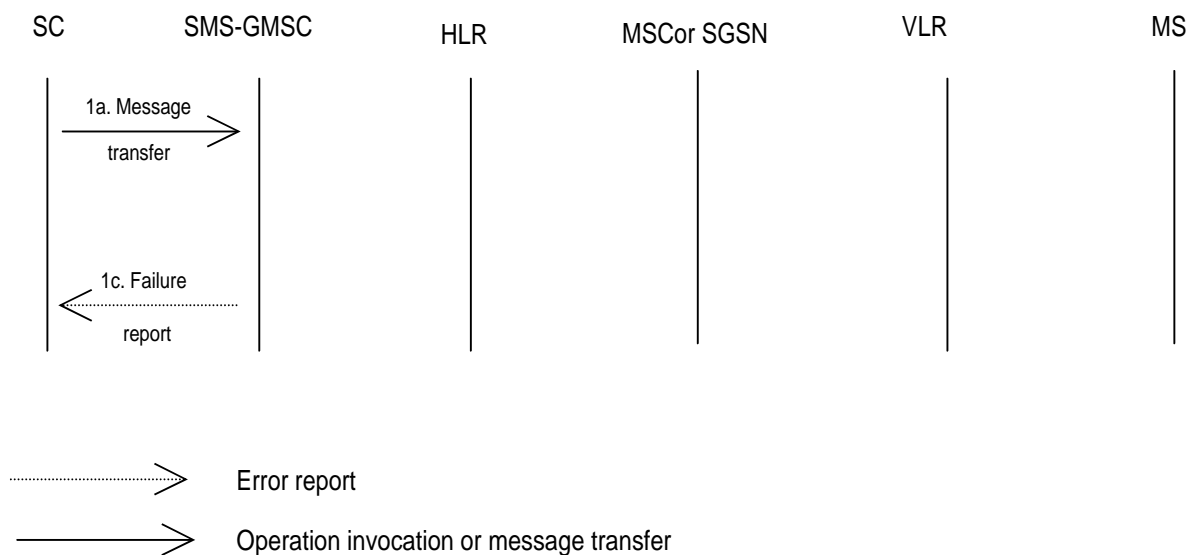 SC SMS-GMSC HLR MSCor SGSN VLR MS
1a. Message
transfer
1c. Failure
report
Error report
Operation invocation or message transfer